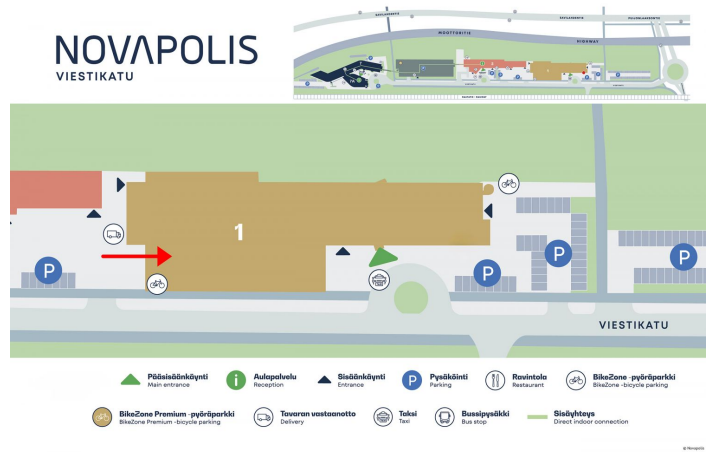 NOVAPOLIS
VIESTIKATU
MOOTTORITIE
HIGHWAY
1
P
P
P
P
VIESTIKATU
Pääsisäänkäynti
Main entrance
i
Aulapalvelu
Reception
Sisäänkäynti
Entrance
P
Pysäköinti
Parking
Ravintola
Restaurant
BikeZone -pyöräparkki
BikeZone -bicycle parking
BikeZone Premium -pyöräparkki
BikeZone Premium -bicycle parking
Tavaran vastaanotto
Delivery
Taksi
Taxi
Bussipysäkki
Bus stop
Sisäyhteys
Direct indoor connection
© Novapolis